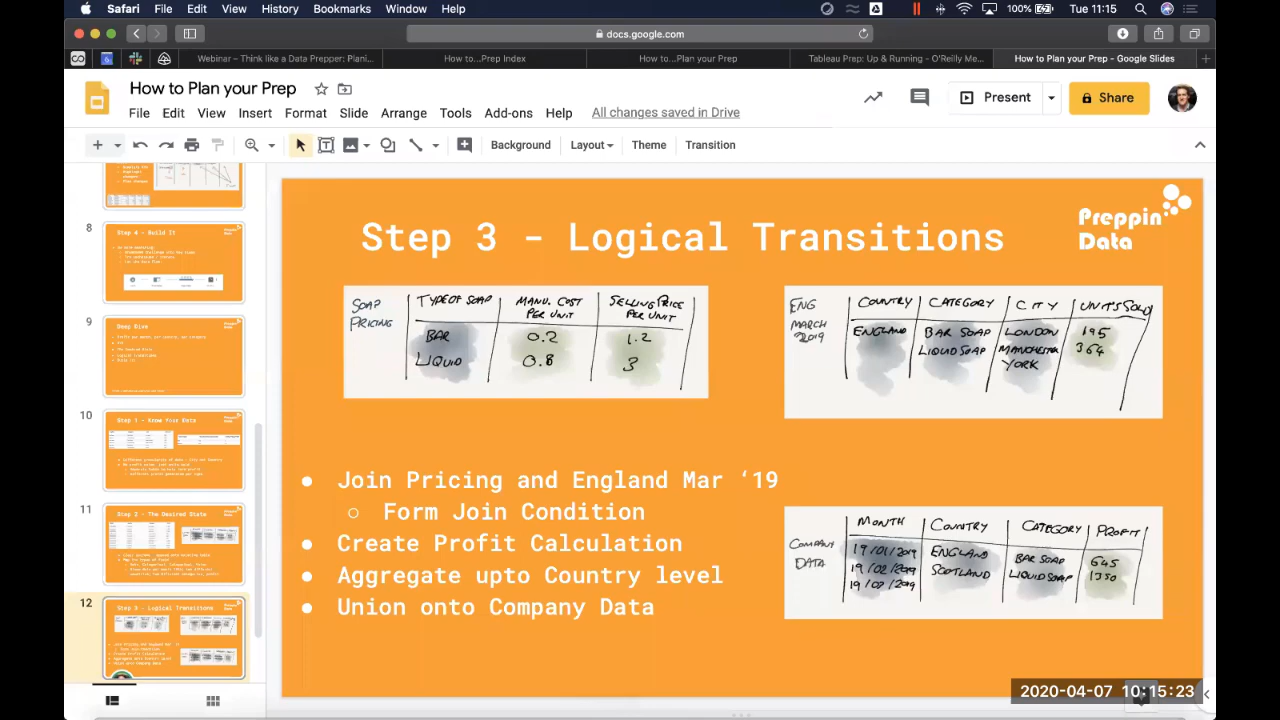 Safari File Edit View History Bookmarks Window Help 100% Tue 11:15
docs.google.com
Webinar – Think like a Data Prepper: Plani... How to...Prep Index How to...Plan your Prep Tableau Prep: Up & Running - O'Reilly Me... How to Plan your Prep - Google Slides
How to Plan your Prep
File Edit View Insert Format Slide Arrange Tools Add-ons Help All changes saved in Drive
Present Share
Background Layout Theme Transition
8
Step 4 - Build It
9
Deep Dive
10
Step 1 - Know Your Data
11
Step 2 - The Desired State
12
Step 3 - Logical Transitions
Step 3 - Logical Transitions
Preppin'
Data
SOAP PRICING
TYPE OF SOAP MANU. COST PER UNIT SELLING PRICE PER UNIT
BAR 0.2 1.2
LIQUID 0.8 3
ENG MARCH 2019
COUNTRY CATEGORY CITY UNITS SOLD
ENGLAND BAR SOAP LONDON 195
LIQUID SOAP MANCHESTER 364
YORK
● Join Pricing and England Mar ‘19
○ Form Join Condition
● Create Profit Calculation
● Aggregate upto Country level
● Union onto Company Data
COMPANY DATA
MONTH COUNTRY CATEGORY PROFIT
19/01/2019 ENGLAND BAR SOAP 645
19/02/2019 SCOTLAND LIQUID SOAP 1350
19/02/2019
2020-04-07 10:15:23